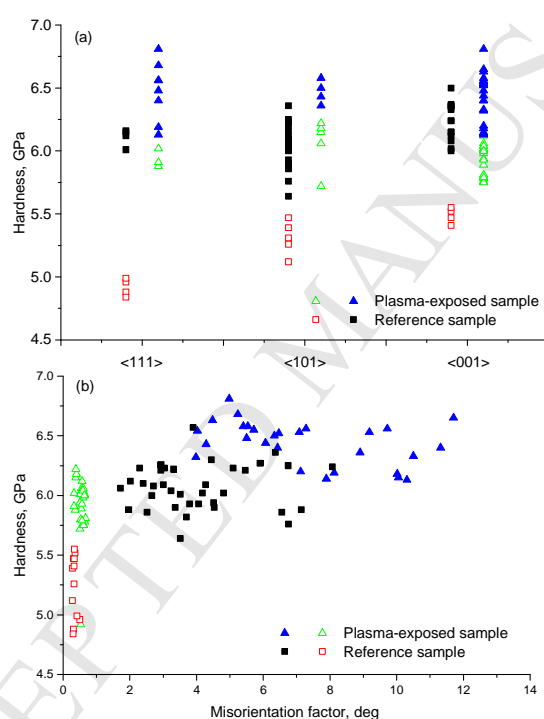 (a)
7.0
6.5
6.0
5.5
5.0
4.5
Hardness, GPa
Plasma-exposed sample
Reference sample
<111> <101> <001>
(b)
7.0
6.5
6.0
5.5
5.0
4.5
Hardness, GPa
Plasma-exposed sample
Reference sample
0 2 4 6 8 10 12 14
Misorientation factor, deg
EPTED MANUS